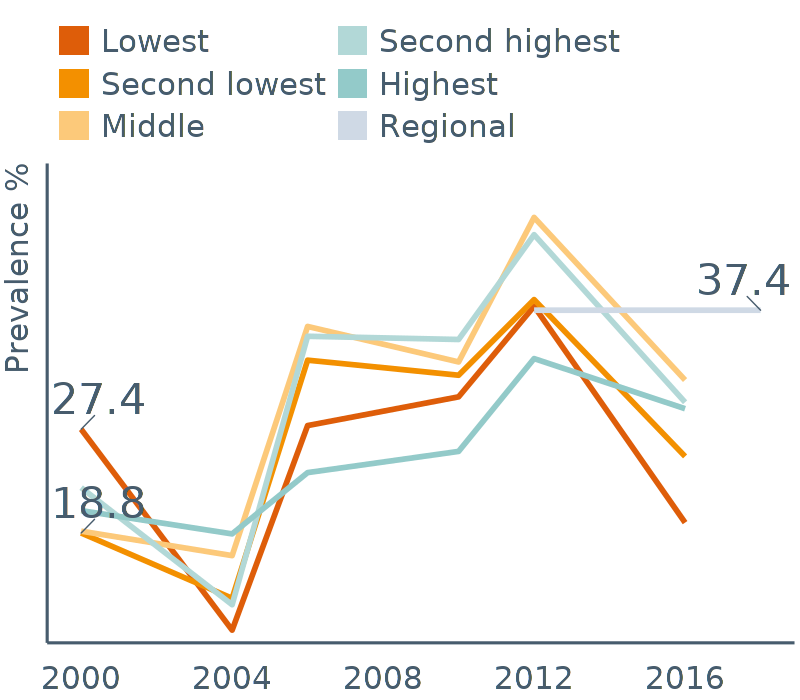 Lowest
Second lowest
Middle
Second highest
Highest
Regional
Prevalence %
37.4
27.4
18.8
2000 2004 2008 2012 2016